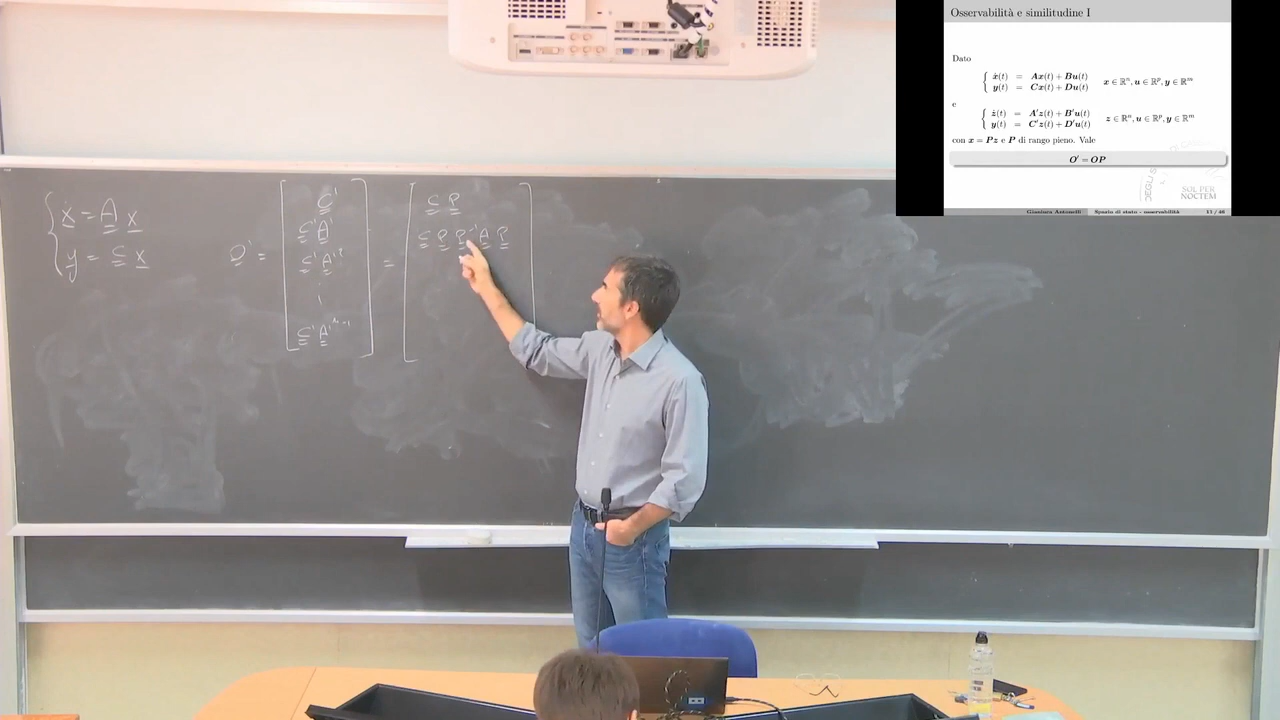 Osservabilità e similitudine I
Dato
ẋ(t) = Ax(t) + Bu(t)
y(t) = Cx(t) + Du(t)
x ∈ ℝⁿ, u ∈ ℝᵖ, y ∈ ℝᵐ
e
ż(t) = A′z(t) + B′u(t)
y(t) = C′z(t) + D′u(t)
z ∈ ℝⁿ, u ∈ ℝᵖ, y ∈ ℝᵐ
con x = Pz e P di rango pieno. Vale
O′ = OP
SOL PER
NOCTEM
Gianluca Antonelli
Spazio di stato - osservabilità
ẋ = A x
y = C x
O' =
C'
C'A'
C'A'²
⋮
C'A'ⁿ⁻¹
=
C P
C P P⁻¹ A P